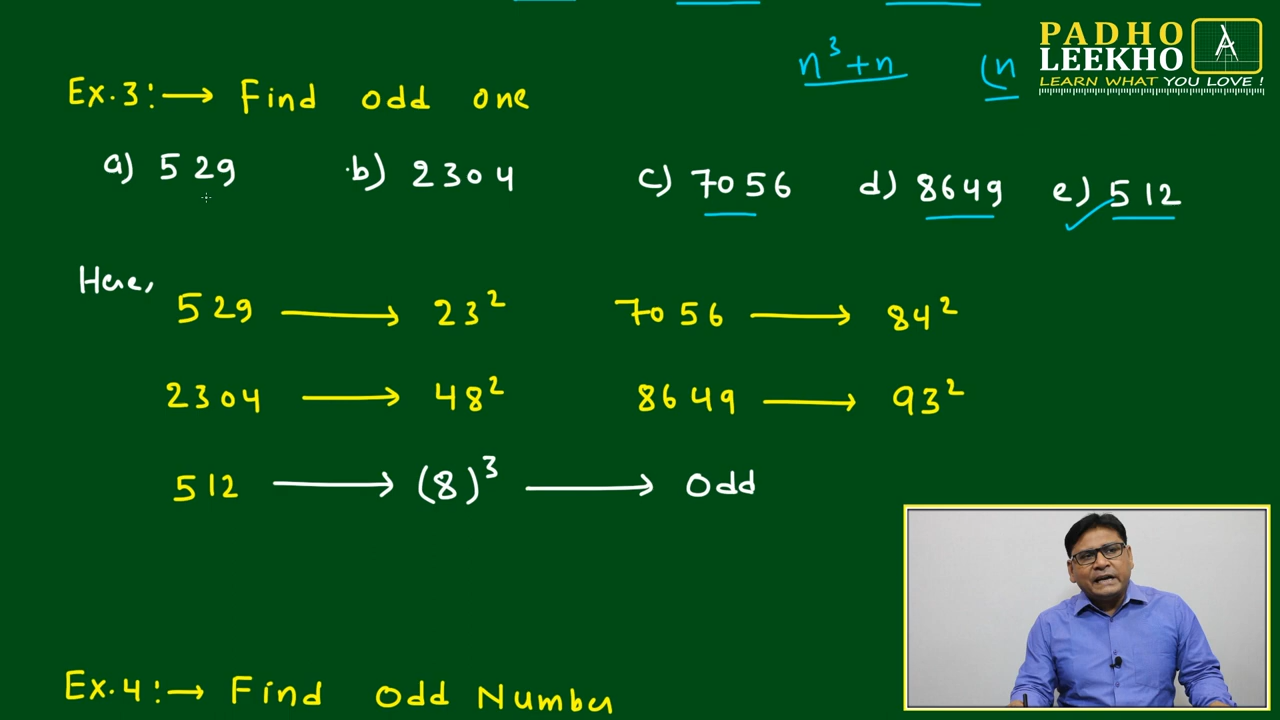 n³+n (n
PADHO
LEEKHO
LEARN WHAT YOU LOVE !
Ex.3:→ Find odd one
a) 529 b) 2304 c) 7056 d) 8649 e) 512
Here,
529 → 23² 7056 → 84²
2304 → 48² 8649 → 93²
512 → (8)³ → odd
Ex.4:→ Find Odd Number